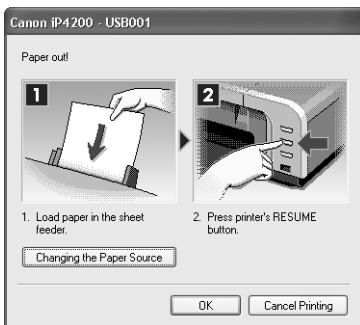 Canon iP4200 - USB001
Paper out!
1
2
1. Load paper in the sheet
feeder.
2. Press printer's RESUME
button.
Changing the Paper Source
OK
Cancel Printing